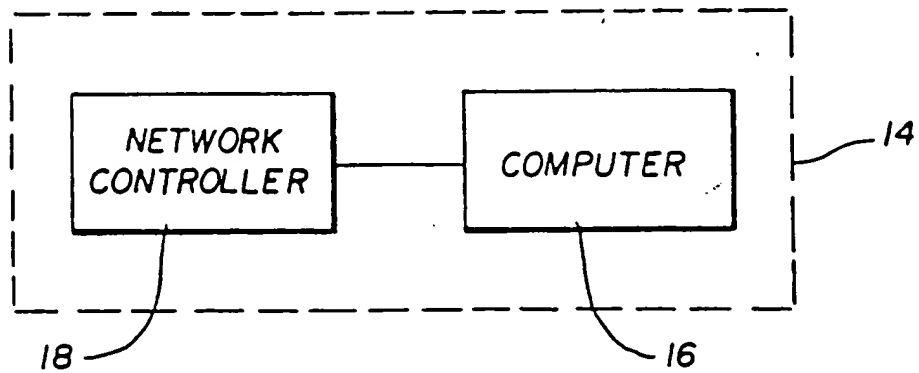 NETWORK
CONTROLLER
COMPUTER
14
18
16